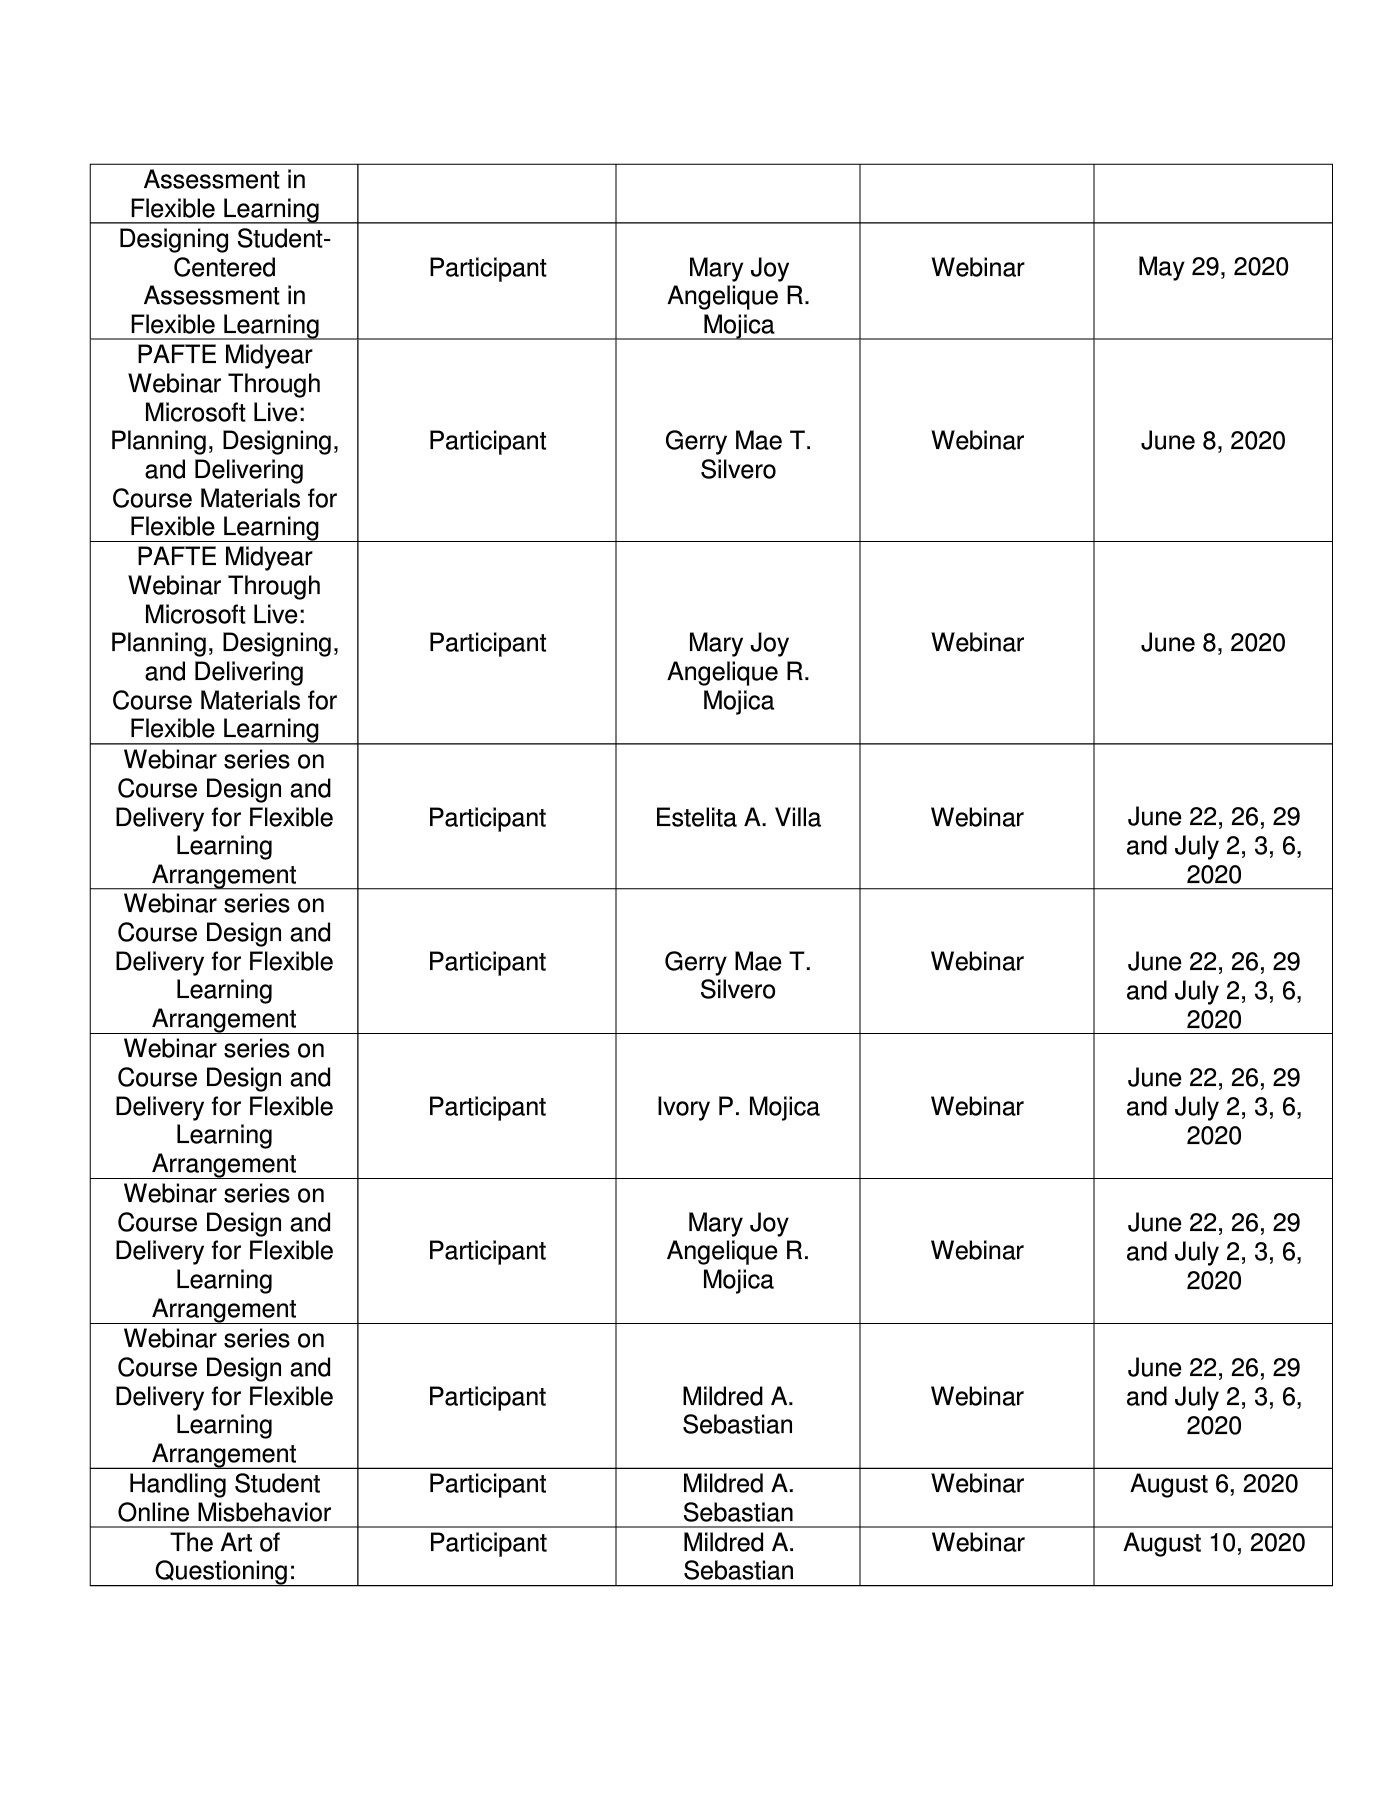 Assessment in
Flexible Learning
Designing Student-
Centered
Assessment in
Flexible Learning
Participant
Mary Joy
Angelique R.
Mojica
Webinar
May 29, 2020
PAFTE Midyear
Webinar Through
Microsoft Live:
Planning, Designing,
and Delivering
Course Materials for
Flexible Learning
Participant
Gerry Mae T.
Silvero
Webinar
June 8, 2020
PAFTE Midyear
Webinar Through
Microsoft Live:
Planning, Designing,
and Delivering
Course Materials for
Flexible Learning
Participant
Mary Joy
Angelique R.
Mojica
Webinar
June 8, 2020
Webinar series on
Course Design and
Delivery for Flexible
Learning
Arrangement
Participant
Estelita A. Villa
Webinar
June 22, 26, 29
and July 2, 3, 6,
2020
Webinar series on
Course Design and
Delivery for Flexible
Learning
Arrangement
Participant
Gerry Mae T.
Silvero
Webinar
June 22, 26, 29
and July 2, 3, 6,
2020
Webinar series on
Course Design and
Delivery for Flexible
Learning
Arrangement
Participant
Ivory P. Mojica
Webinar
June 22, 26, 29
and July 2, 3, 6,
2020
Webinar series on
Course Design and
Delivery for Flexible
Learning
Arrangement
Participant
Mary Joy
Angelique R.
Mojica
Webinar
June 22, 26, 29
and July 2, 3, 6,
2020
Webinar series on
Course Design and
Delivery for Flexible
Learning
Arrangement
Participant
Mildred A.
Sebastian
Webinar
June 22, 26, 29
and July 2, 3, 6,
2020
Handling Student
Online Misbehavior
Participant
Mildred A.
Sebastian
Webinar
August 6, 2020
The Art of
Questioning:
Participant
Mildred A.
Sebastian
Webinar
August 10, 2020